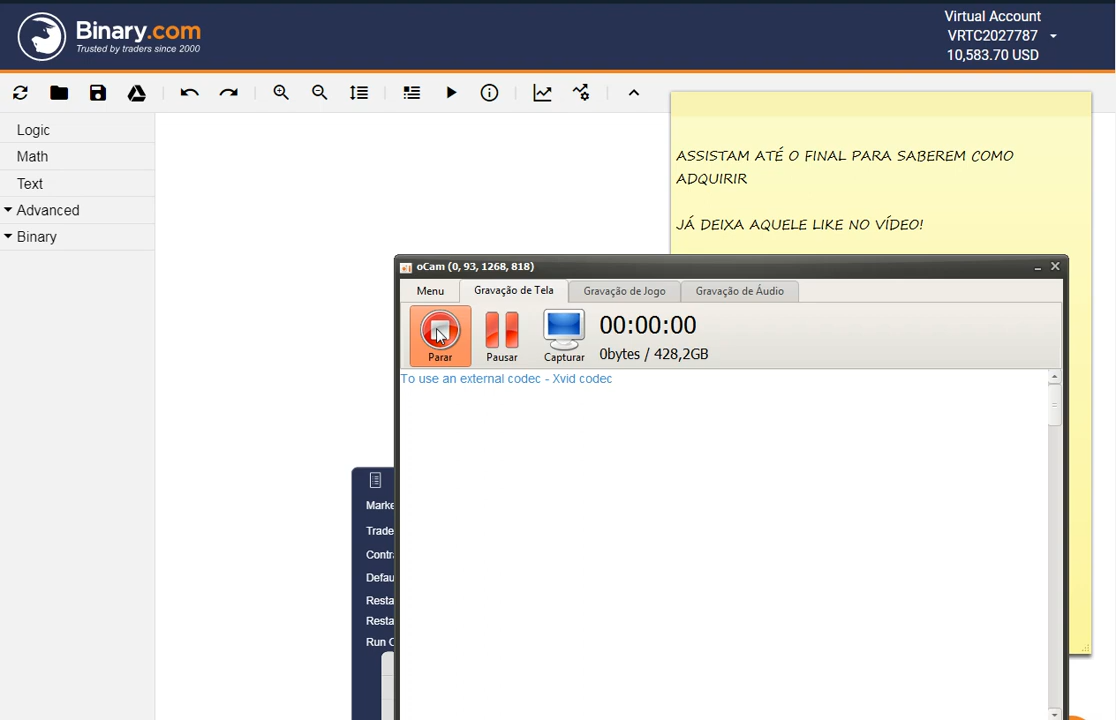 Binary.com
Trusted by traders since 2000
Virtual Account
VRTC2027787
10,583.70 USD
Logic
Math
Text
Advanced
Binary
ASSISTAM ATÉ O FINAL PARA SABEREM COMO
ADQUIRIR
JÁ DEIXA AQUELE LIKE NO VÍDEO!
oCam (0, 93, 1268, 818)
Menu
Gravação de Tela
Gravação de Jogo
Gravação de Áudio
Parar
Pausar
Capturar
00:00:00
0bytes / 428,2GB
To use an external codec - Xvid codec
Marke
Trade
Contr
Defau
Resta
Resta
Run C